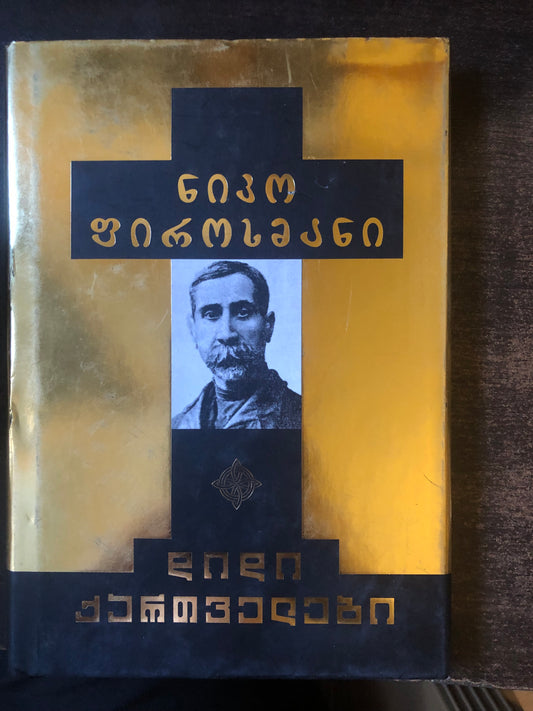 ნიკო
ფიროსმანი
დიდი
ქართველები